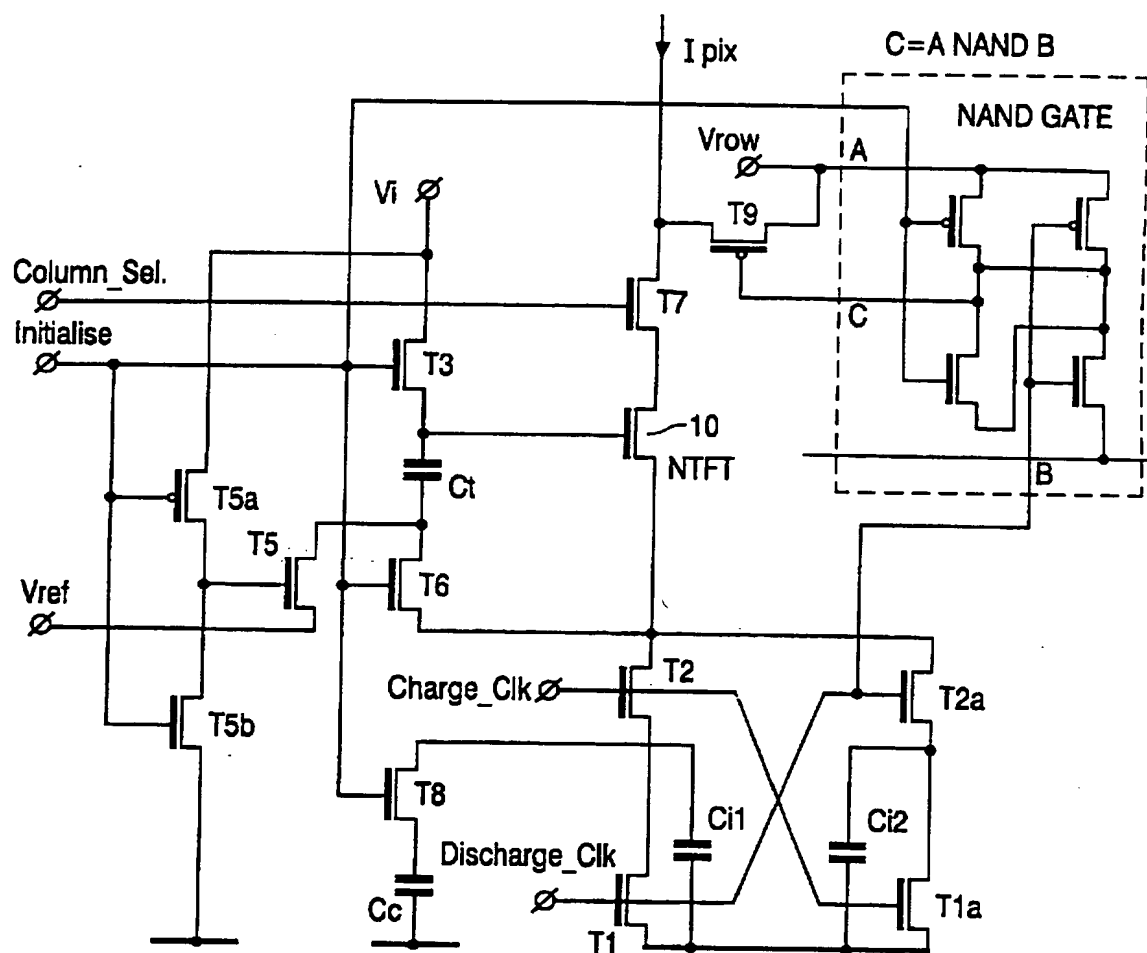 I pix
C=A NAND B
NAND GATE
Vrow
A
Vi
T9
Column_Sel.
T7
C
Initialise
T3
10
NTFT
Ct
B
T5a
T5
T6
Vref
T2
Charge_Clk
T2a
T5b
T8
Ci1
Ci2
Discharge_Clk
Cc
T1
T1a